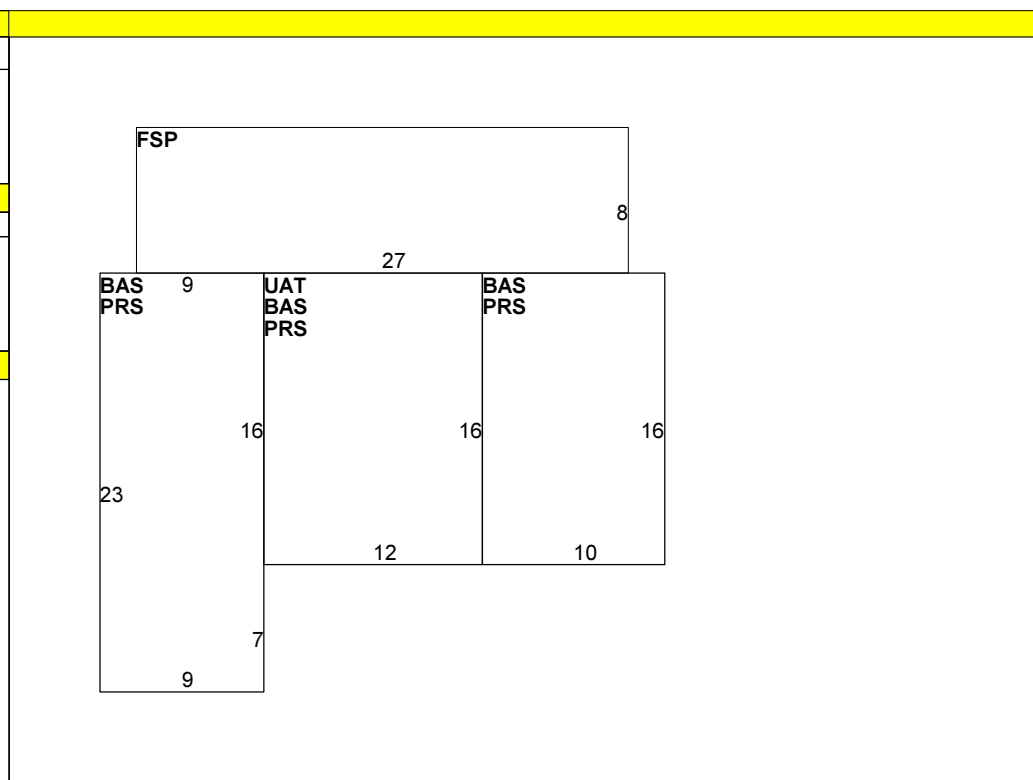 FSP
8
27
BAS 9 UAT BAS
PRS BAS PRS
PRS
16 16 16
23
12 10
7
9